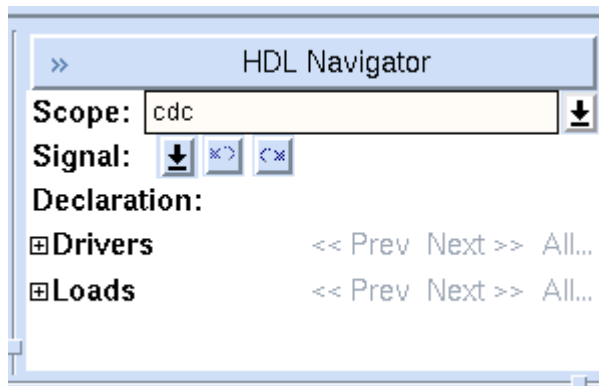 » HDL Navigator
Scope: cdc
Signal:
Declaration:
Drivers << Prev Next >> All...
Loads << Prev Next >> All...